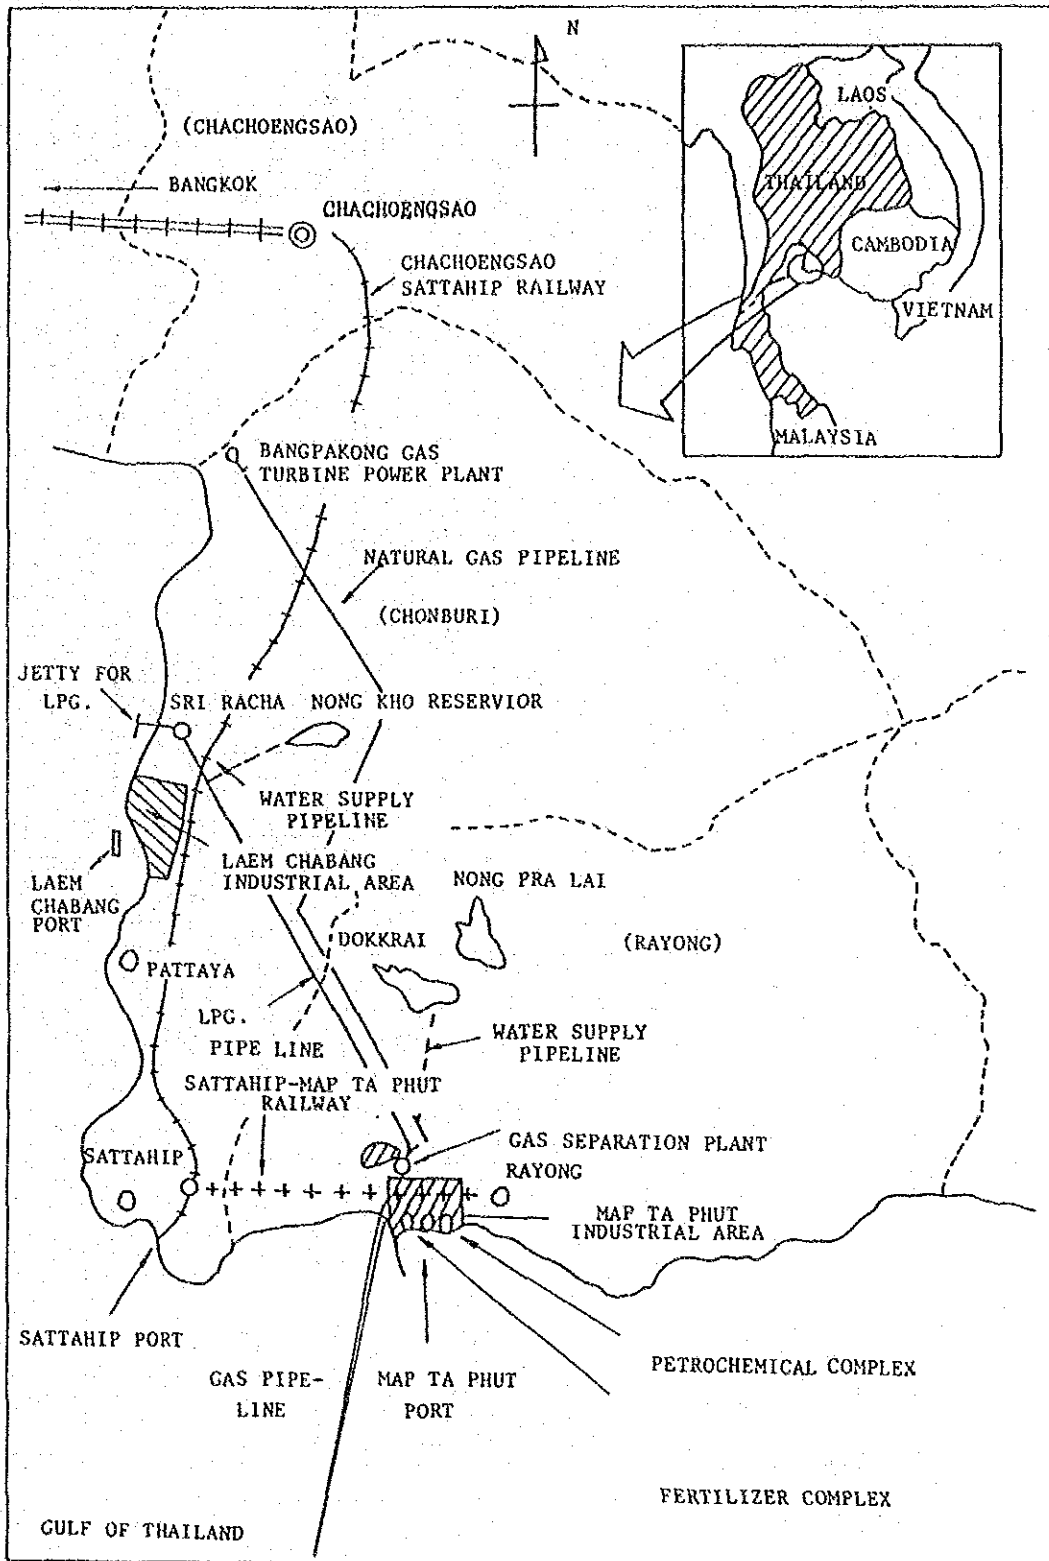 N
(CHACHOENGSAO)
LAOS
BANGKOK
THAILAND
CHACHOENQSAO
CAMBODIA
CHACHOENGSAO
SATTAHIP RAILWAY
VIETNAM
MALAYSIA
BANGPAKONG GAS
TURBINE POWER PLANT
NATURAL GAS PIPELINE
(CHONBURI)
JETTY FOR
LPG.
SRI RACHA
NONG KHO RESERVIOR
WATER SUPPLY
PIPELINE
LAEM CHABANG
INDUSTRIAL AREA
LAEM
CHABANG
PORT
NONG PRA LAI
DOKKRAI
(RAYONG)
PATTAYA
LPG.
PIPE LINE
WATER SUPPLY
PIPELINE
SATTAHIP-MAP TA PHUT
RAILWAY
GAS SEPARATION PLANT
SATTAHIP
RAYONG
MAP TA PHUT
INDUSTRIAL AREA
SATTAHIP PORT
GAS PIPE-
LINE
MAP TA PHUT
PORT
PETROCHEMICAL COMPLEX
FERTILIZER COMPLEX
GULF OF THAILAND